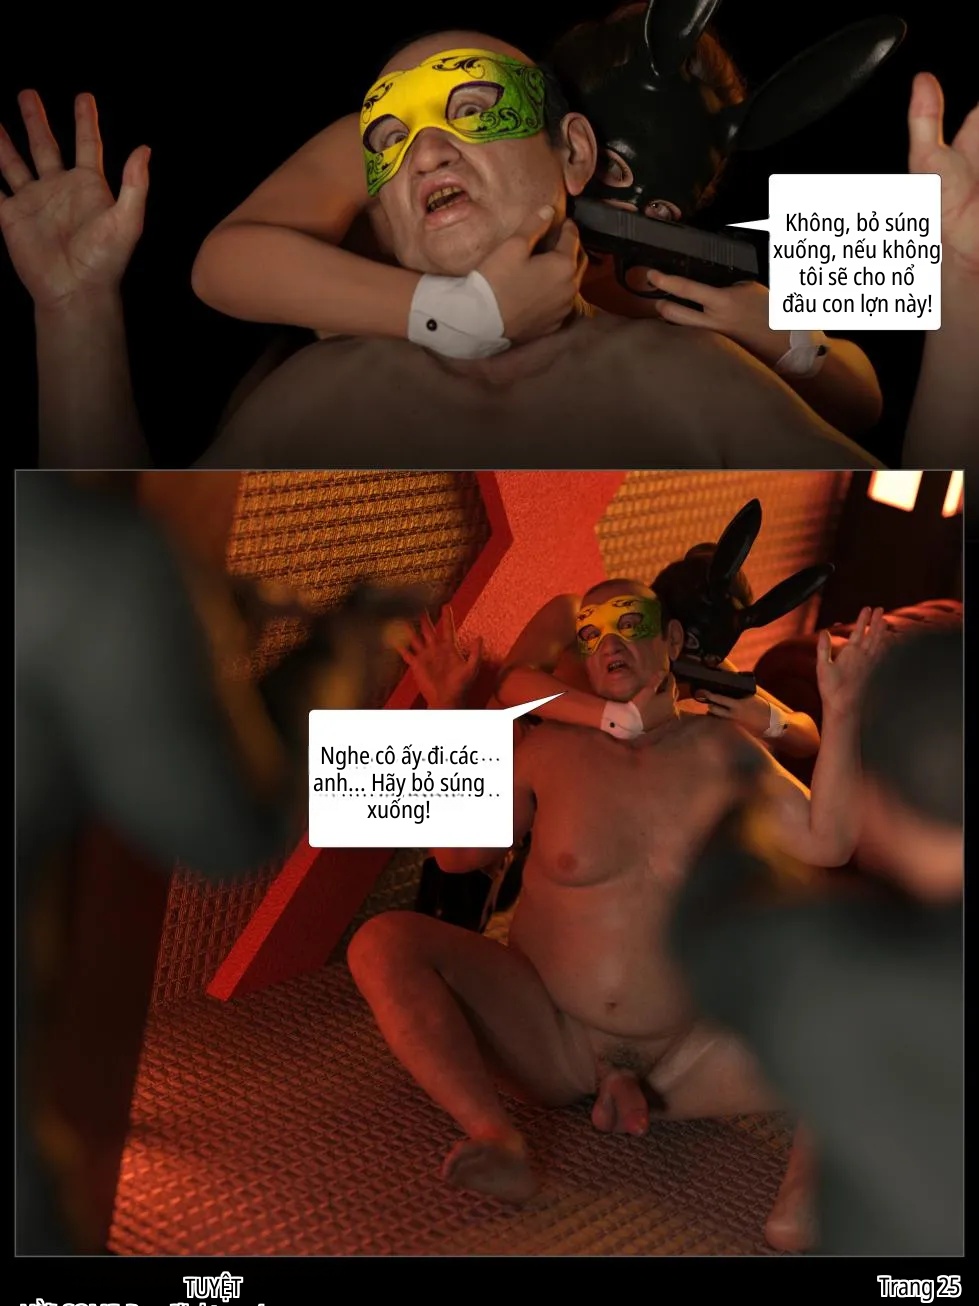 Không, bỏ súng
xuống, nếu không
tôi sẽ cho nổ
đầu con lợn này!
Nghe cô ấy đi các
anh... Hãy bỏ súng
xuống!
TUYỆT
Trang 25